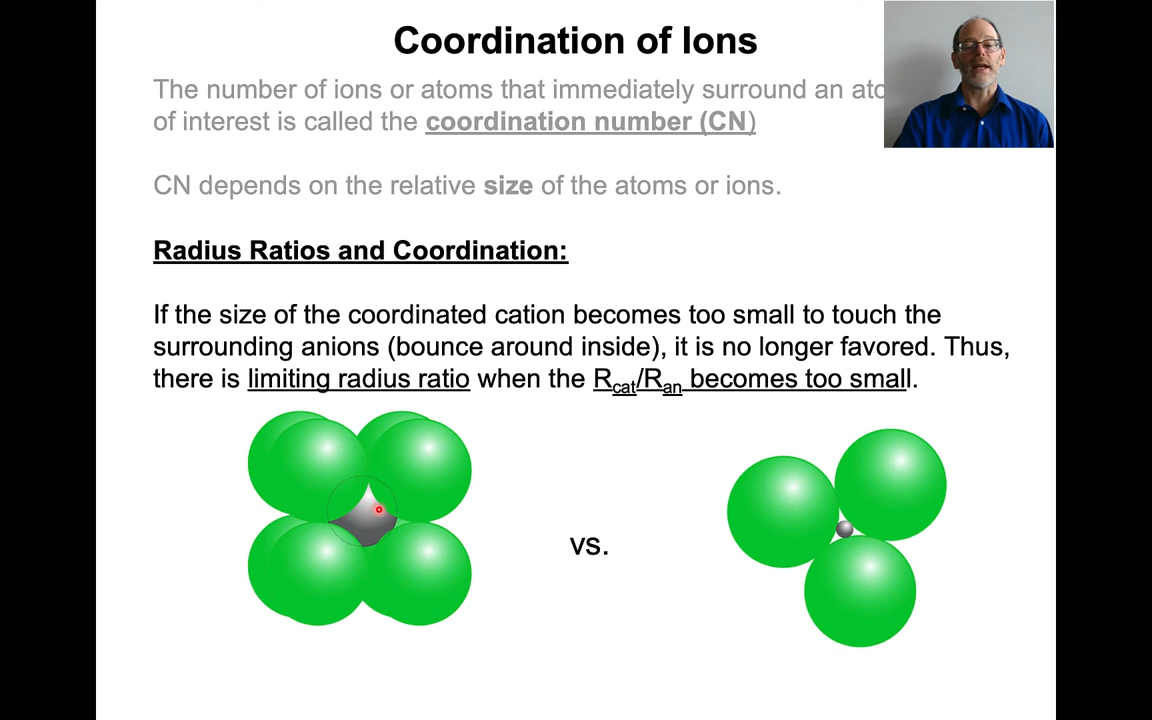 Coordination of Ions
The number of ions or atoms that immediately surround an ato
of interest is called the coordination number (CN)
CN depends on the relative size of the atoms or ions.
Radius Ratios and Coordination:
If the size of the coordinated cation becomes too small to touch the
surrounding anions (bounce around inside), it is no longer favored. Thus,
there is limiting radius ratio when the Rcat/Ran becomes too small.
vs.